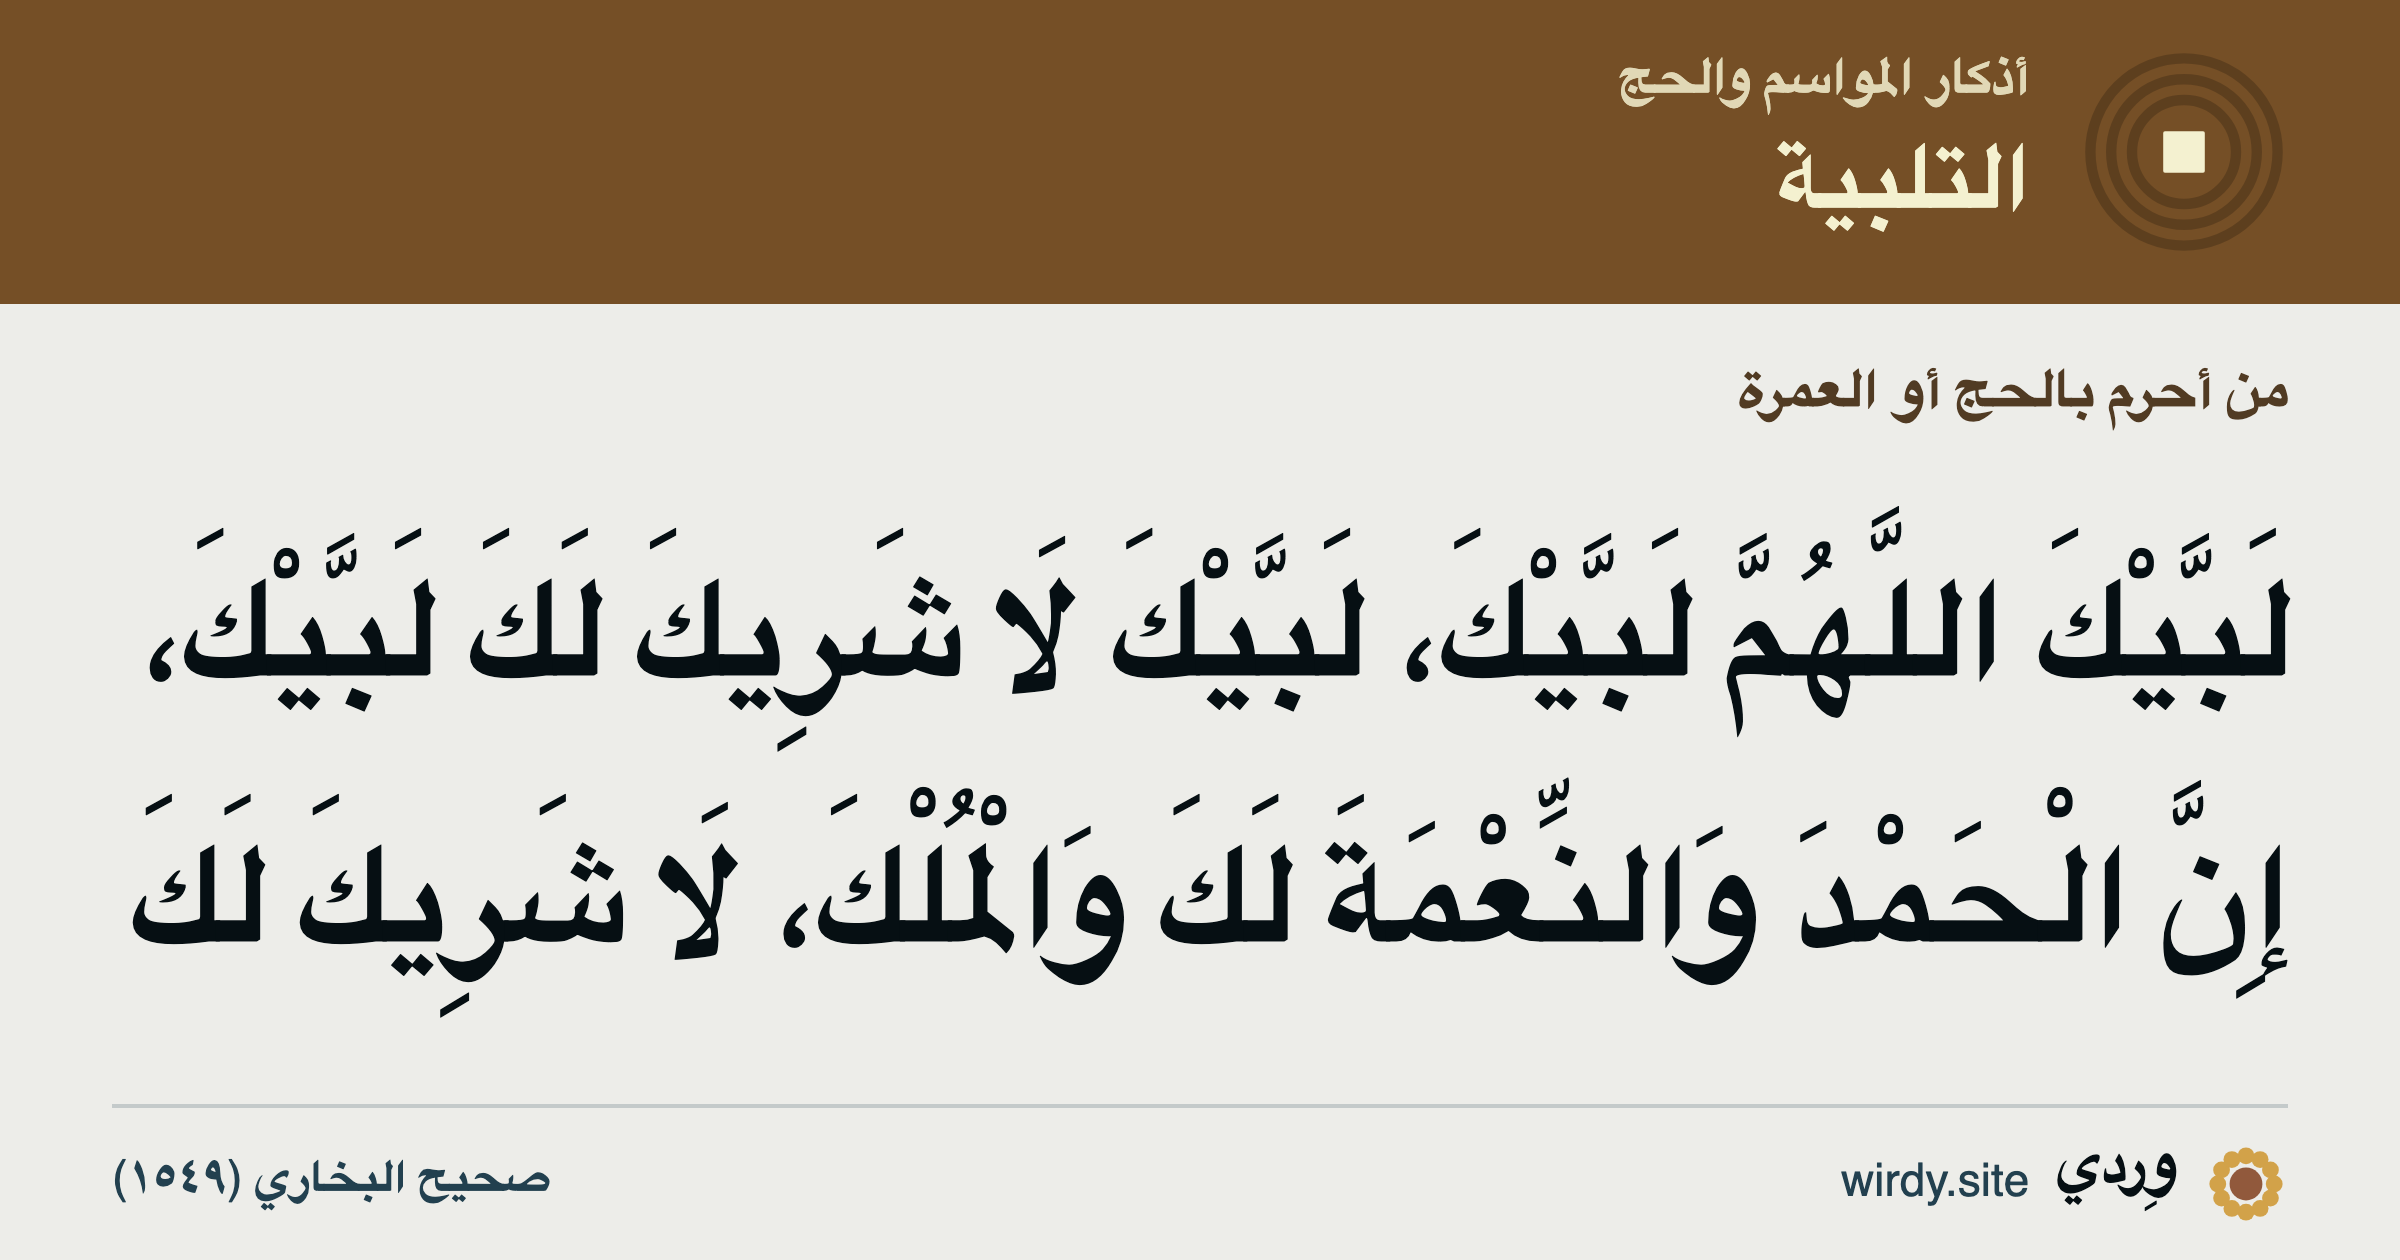 أذكار المواسم والحج
التلبية
من أحرم بالحج أو العمرة
لَبَّيْكَ اللَّهُمَّ لَبَّيْكَ، لَبَّيْكَ لَا شَرِيكَ لَكَ لَبَّيْكَ،
إِنَّ الْحَمْدَ وَالنِّعْمَةَ لَكَ وَالْمُلْكَ، لَا شَرِيكَ لَكَ
وِردي wirdy.site
صحيح البخاري (١٥٤٩)